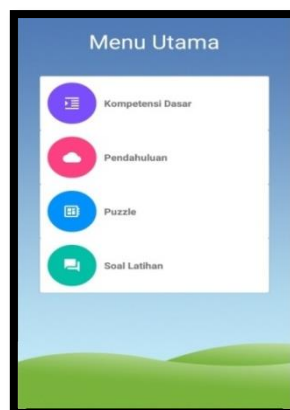 Menu Utama
Kompetensi Dasar
Pendahuluan
Puzzle
Soal Latihan